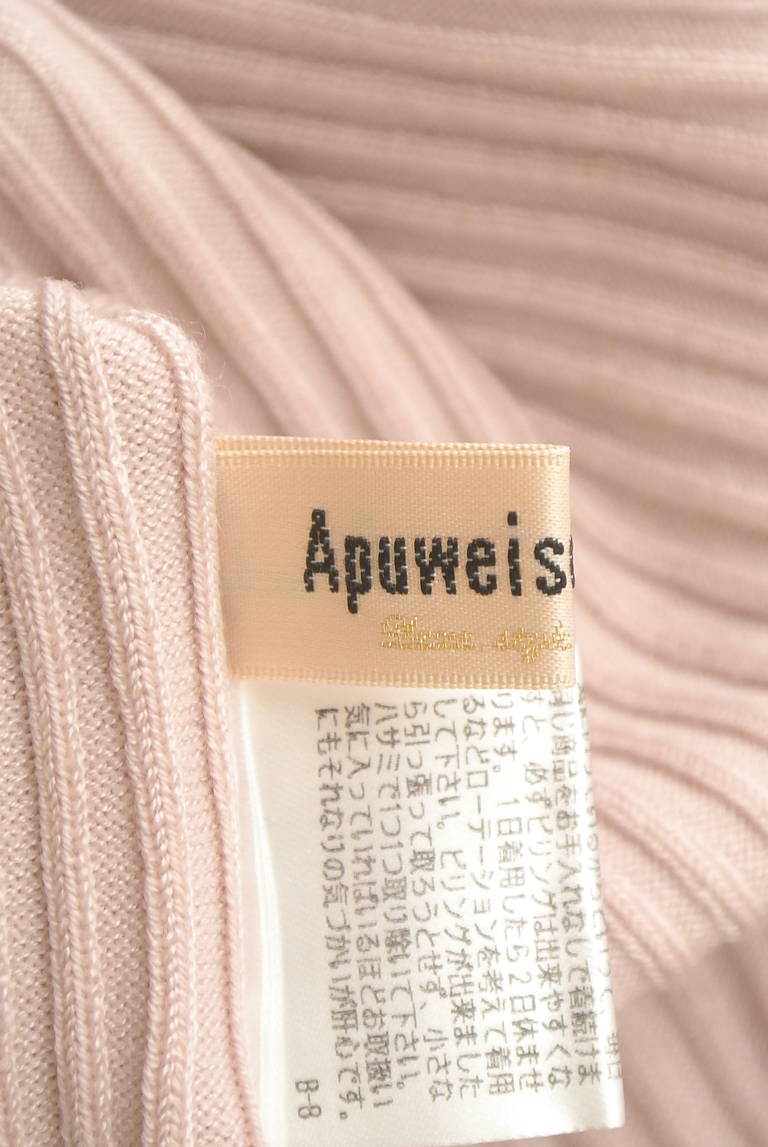 Apuweis
同じ商品をお手入れなしで着続けま
すと、必ずピリングは出来やすくな
ります。1日着用したら2日休ませ
るなどローテーションを考えて着用
して下さい。ピリングが出来ました
ら引っ張って取ろうとせず、小さな
ハサミで1つ1つ取り除いて下さい。
気に入っていればいるほどお取扱い
にもそれなりの気づかいが肝心です。
B-8